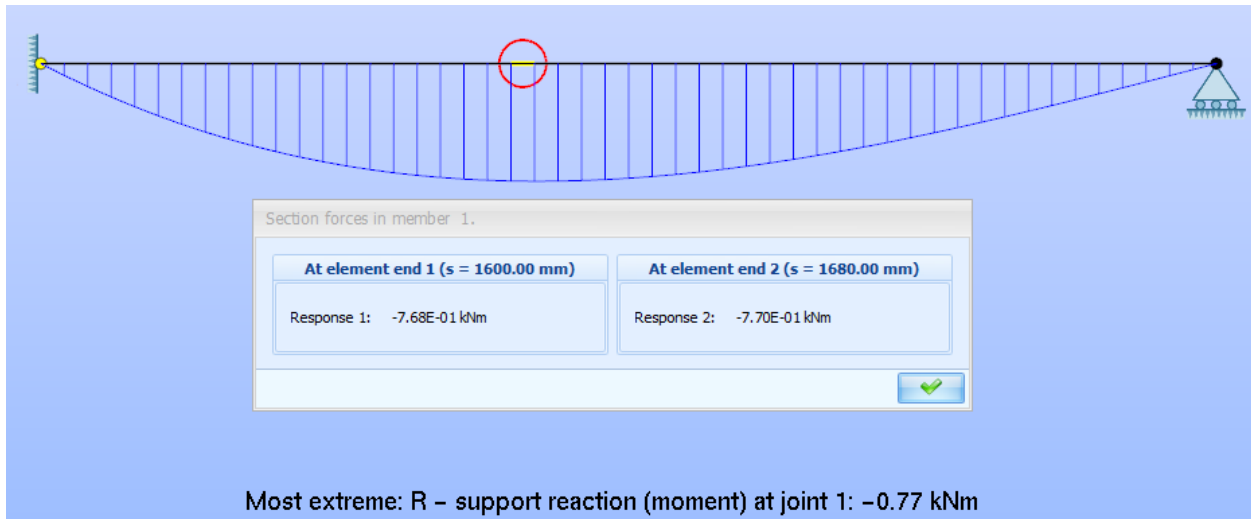 Section forces in member 1.
At element end 1 (s = 1600.00 mm)
At element end 2 (s = 1680.00 mm)
Response 1: -7.68E-01 kNm
Response 2: -7.70E-01 kNm
Most extreme: R – support reaction (moment) at joint 1: −0.77 kNm